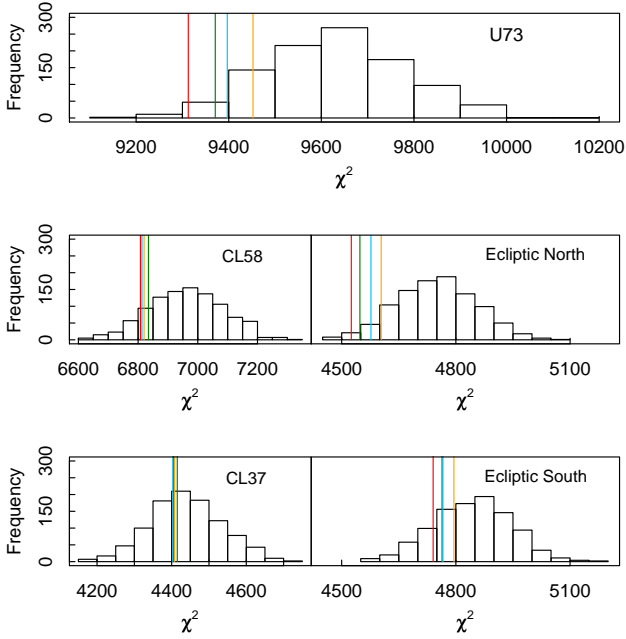 U73
Frequency
0 150 300
9200 9400 9600 9800 10000 10200
χ²
CL58
Ecliptic North
Frequency
0 150 300
6600 6800 7000 7200
4500 4800 5100
χ²
χ²
CL37
Ecliptic South
Frequency
0 150 300
4200 4400 4600
4500 4800 5100
χ²
χ²